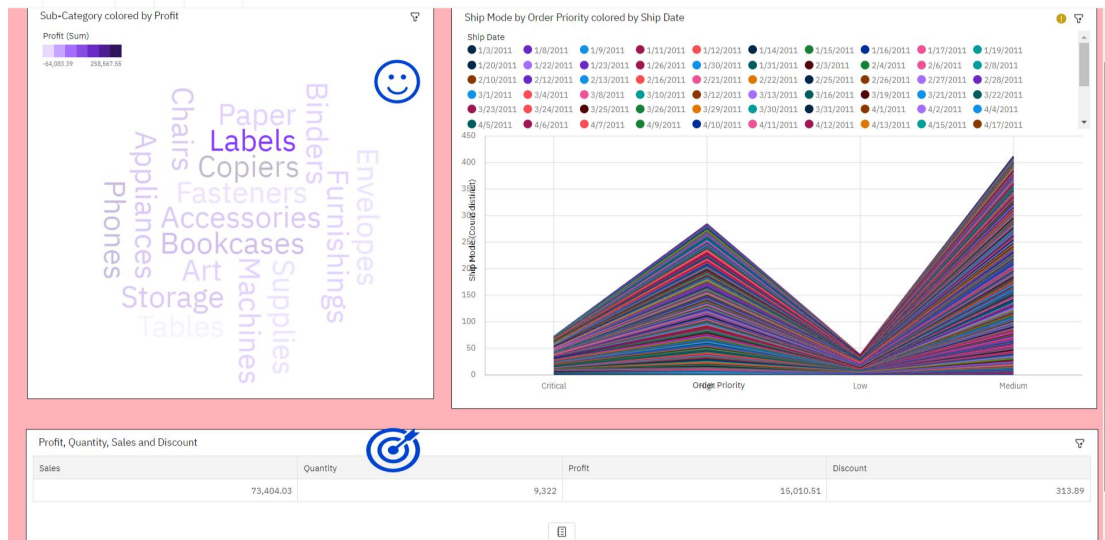 Sub-Category colored by Profit
Profit (Sum)
-64,083.39 258,567.55
Chairs
Paper
Binders
Labels
Appliances
Copiers
Envelopes
Phones
Fasteners
Furnishings
Accessories
Bookcases
Art
Machines
Supplies
Storage
Tables
Ship Mode by Order Priority colored by Ship Date
Ship Date
1/3/2011 1/8/2011 1/9/2011 1/11/2011 1/12/2011 1/14/2011 1/15/2011 1/16/2011 1/17/2011 1/19/2011
1/20/2011 1/22/2011 1/23/2011 1/26/2011 1/30/2011 1/31/2011 2/3/2011 2/4/2011 2/6/2011 2/8/2011
2/10/2011 2/12/2011 2/13/2011 2/16/2011 2/21/2011 2/22/2011 2/25/2011 2/26/2011 2/27/2011 2/28/2011
3/1/2011 3/4/2011 3/8/2011 3/10/2011 3/12/2011 3/13/2011 3/16/2011 3/19/2011 3/21/2011 3/22/2011
3/23/2011 3/24/2011 3/25/2011 3/26/2011 3/29/2011 3/30/2011 3/31/2011 4/1/2011 4/2/2011 4/4/2011
4/5/2011 4/6/2011 4/7/2011 4/9/2011 4/10/2011 4/11/2011 4/12/2011 4/13/2011 4/15/2011 4/17/2011
450
400
350
300
250
200
150
100
50
0
Ship Mode (Count distinct)
Critical High Low Medium
Order Priority
Profit, Quantity, Sales and Discount
Sales Quantity Profit Discount
73,404.03 9,322 15,010.51 313.89